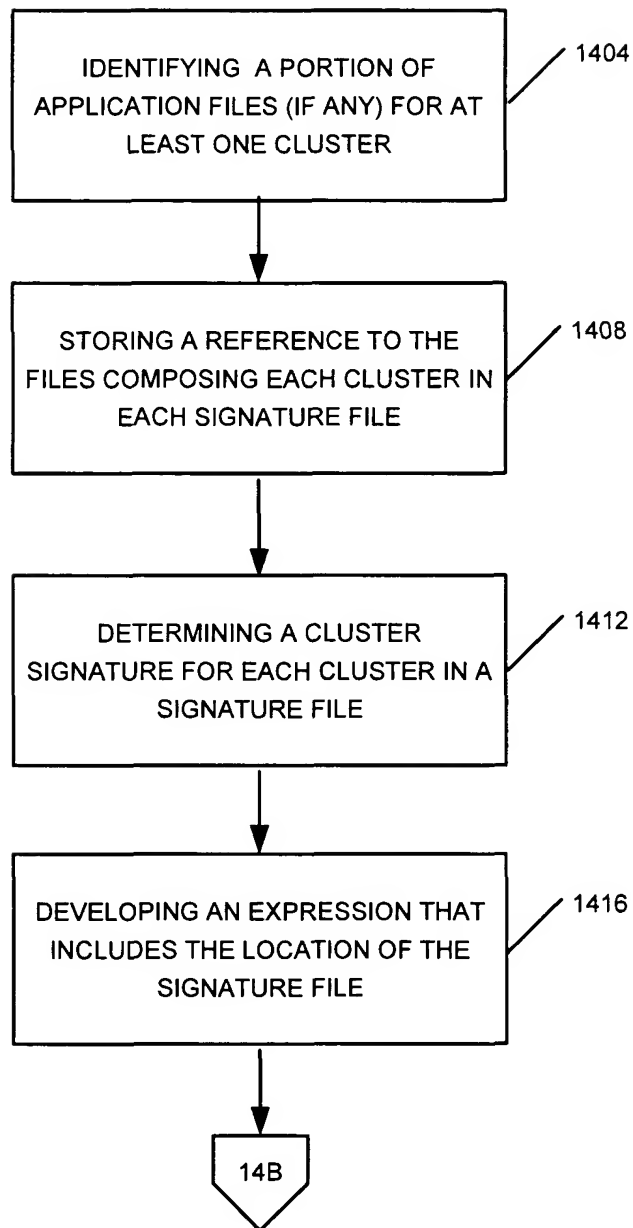 IDENTIFYING A PORTION OF
APPLICATION FILES (IF ANY) FOR AT
LEAST ONE CLUSTER
1404
STORING A REFERENCE TO THE
FILES COMPOSING EACH CLUSTER IN
EACH SIGNATURE FILE
1408
DETERMINING A CLUSTER
SIGNATURE FOR EACH CLUSTER IN A
SIGNATURE FILE
1412
DEVELOPING AN EXPRESSION THAT
INCLUDES THE LOCATION OF THE
SIGNATURE FILE
1416
14B